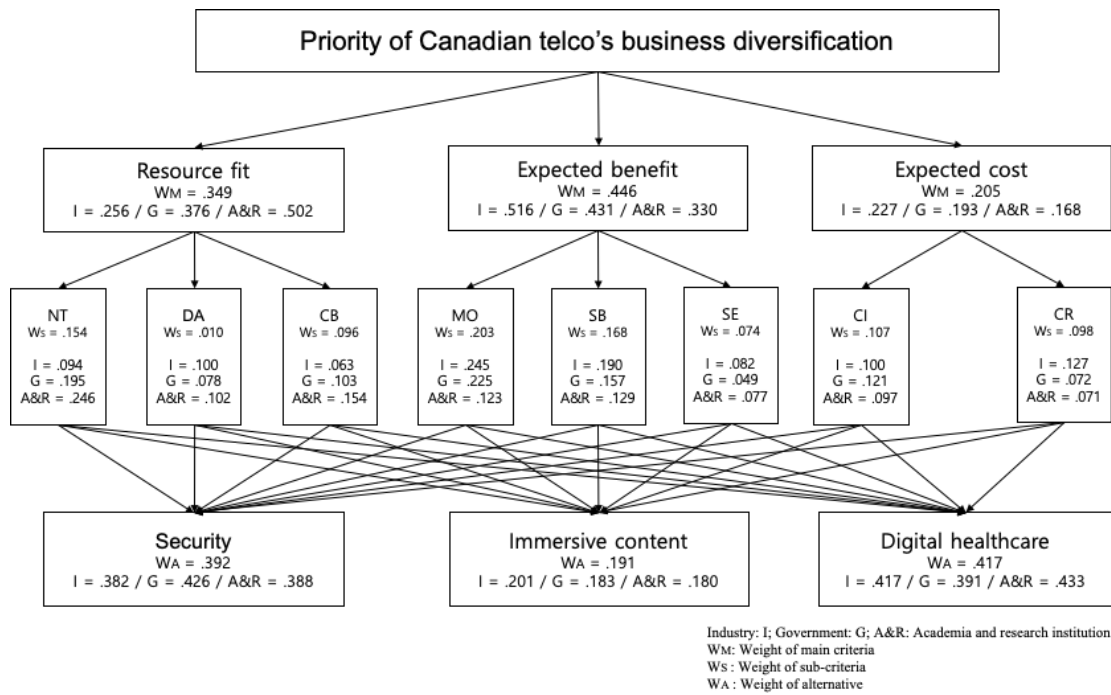 Priority of Canadian telco's business diversification
Resource fit
WM = .349
I = .256 / G = .376 / A&R = .502
Expected benefit
WM = .446
I = .516 / G = .431 / A&R = .330
Expected cost
WM = .205
I = .227 / G = .193 / A&R = .168
NT
WS = .154
I = .094
G = .195
A&R = .246
DA
WS = .010
I = .100
G = .078
A&R = .102
CB
WS = .096
I = .063
G = .103
A&R = .154
MO
WS = .203
I = .245
G = .225
A&R = .123
SB
WS = .168
I = .190
G = .157
A&R = .129
SE
WS = .074
I = .082
G = .049
A&R = .077
CI
WS = .107
I = .100
G = .121
A&R = .097
CR
WS = .098
I = .127
G = .072
A&R = .071
Security
WA = .392
I = .382 / G = .426 / A&R = .388
Immersive content
WA = .191
I = .201 / G = .183 / A&R = .180
Digital healthcare
WA = .417
I = .417 / G = .391 / A&R = .433
Industry: I; Government: G; A&R: Academia and research institution
WM: Weight of main criteria
WS : Weight of sub-criteria
WA : Weight of alternative